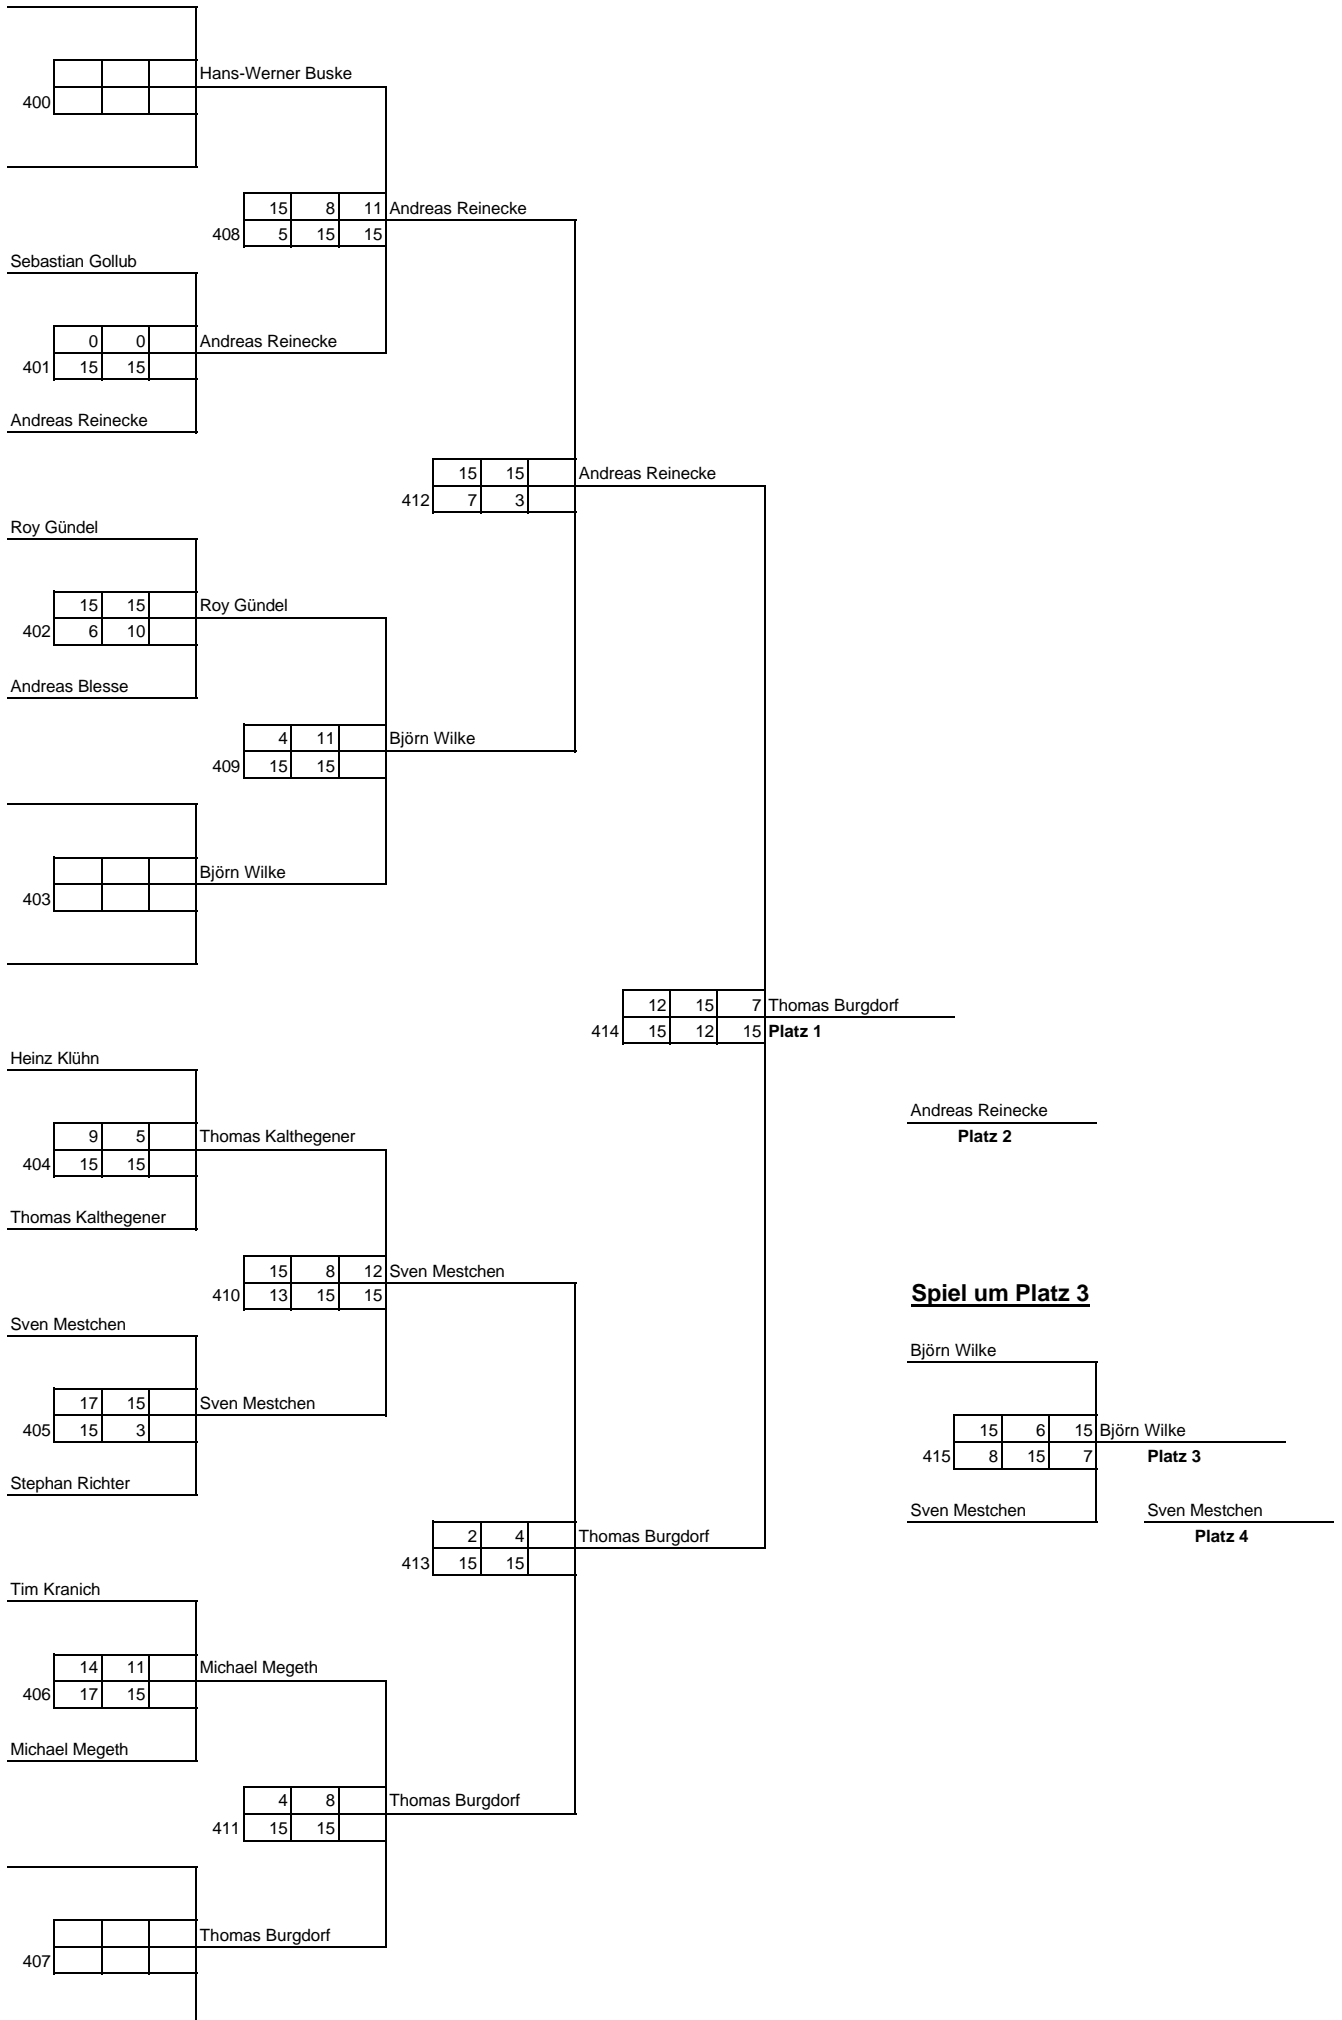 Hans-Werner Buske
400
15 8 11 Andreas Reinecke
408 5 15 15
Sebastian Gollub
0 0 Andreas Reinecke
401 15 15
Andreas Reinecke
15 15 Andreas Reinecke
412 7 3
Roy Gündel
15 15 Roy Gündel
402 6 10
Andreas Blesse
4 11 Björn Wilke
409 15 15
Björn Wilke
403
12 15 7 Thomas Burgdorf
414 15 12 15 Platz 1
Heinz Klühn
Andreas Reinecke
9 5 Thomas Kalthegener
Platz 2
404 15 15
Thomas Kalthegener
15 8 12 Sven Mestchen
410 13 15 15
Spiel um Platz 3
Sven Mestchen
Björn Wilke
17 15 Sven Mestchen
405 15 3
15 6 15 Björn Wilke
415 8 15 7 Platz 3
Stephan Richter
Sven Mestchen Sven Mestchen
2 4 Thomas Burgdorf
Platz 4
413 15 15
Tim Kranich
14 11 Michael Megeth
406 17 15
Michael Megeth
4 8 Thomas Burgdorf
411 15 15
Thomas Burgdorf
407